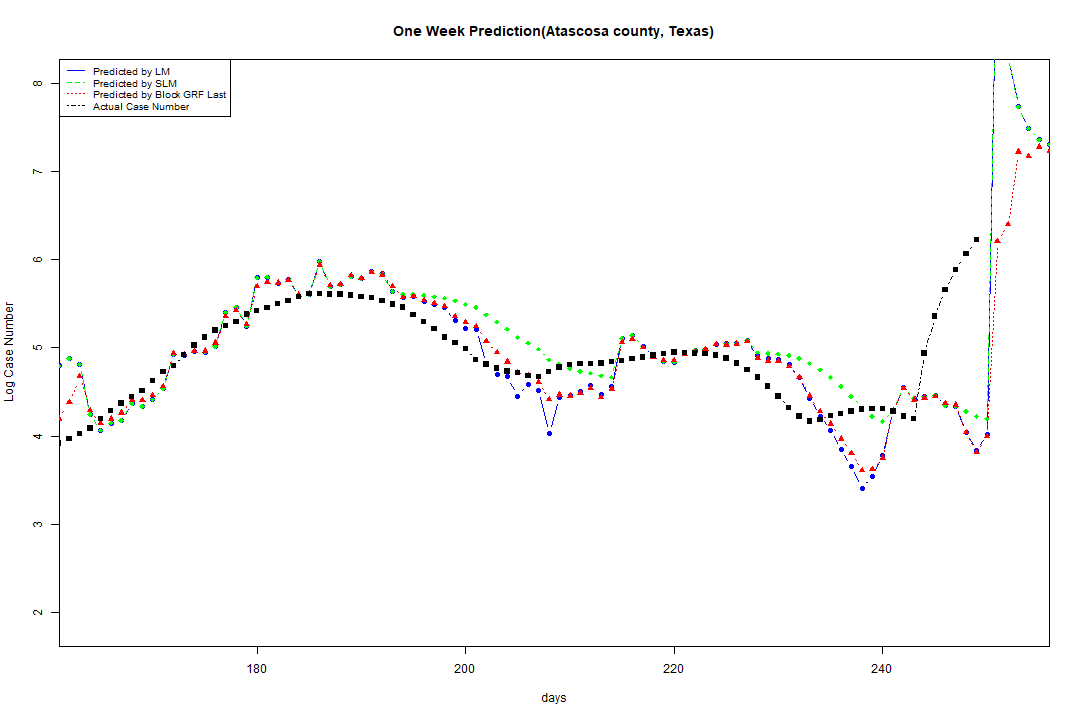 One Week Prediction(Atascosa county, Texas)
Predicted by LM
Predicted by SLM
Predicted by Block GRF Last
Actual Case Number
8
7
6
5
4
3
2
Log Case Number
180 200 220 240
days